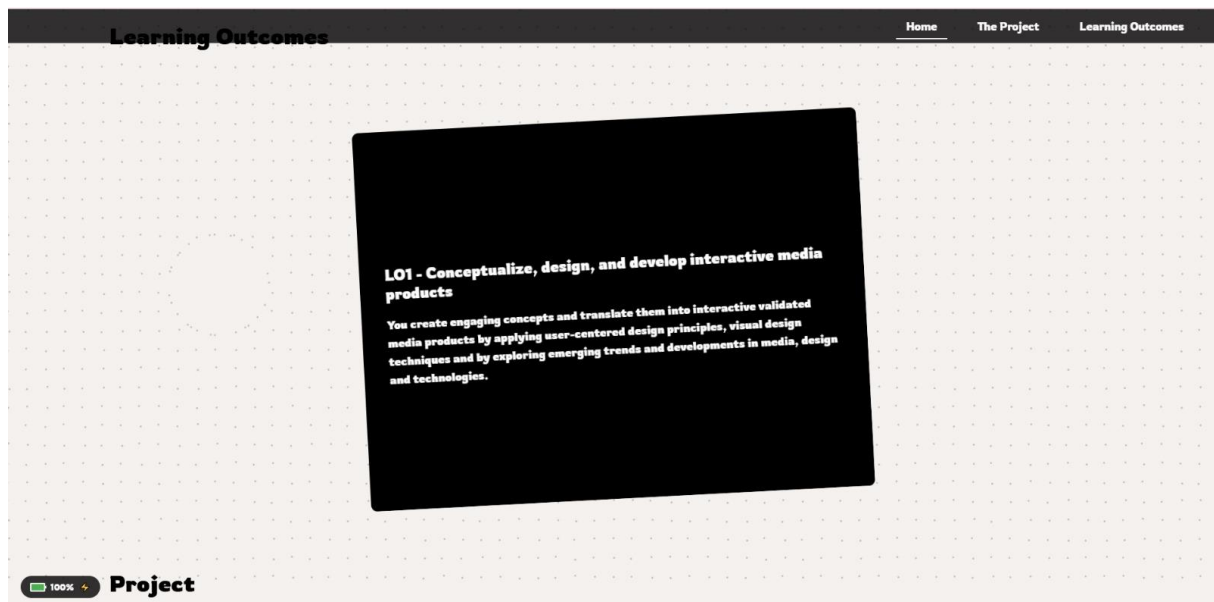 Home The Project Learning Outcomes
Learning Outcomes
LO1 - Conceptualize, design, and develop interactive media
products
You create engaging concepts and translate them into interactive validated
media products by applying user-centered design principles, visual design
techniques and by exploring emerging trends and developments in media, design
and technologies.
100%
Project